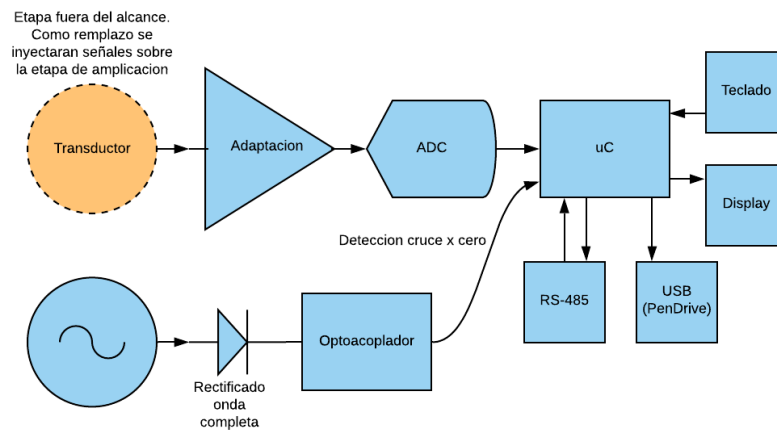 Etapa fuera del alcance.
Como remplazo se
inyectaran señales sobre
la etapa de amplicacion
Transductor
Adaptacion
ADC
uC
Teclado
Display
Deteccion cruce x cero
RS-485
USB
(PenDrive)
Optoacoplador
Rectificado
onda
completa